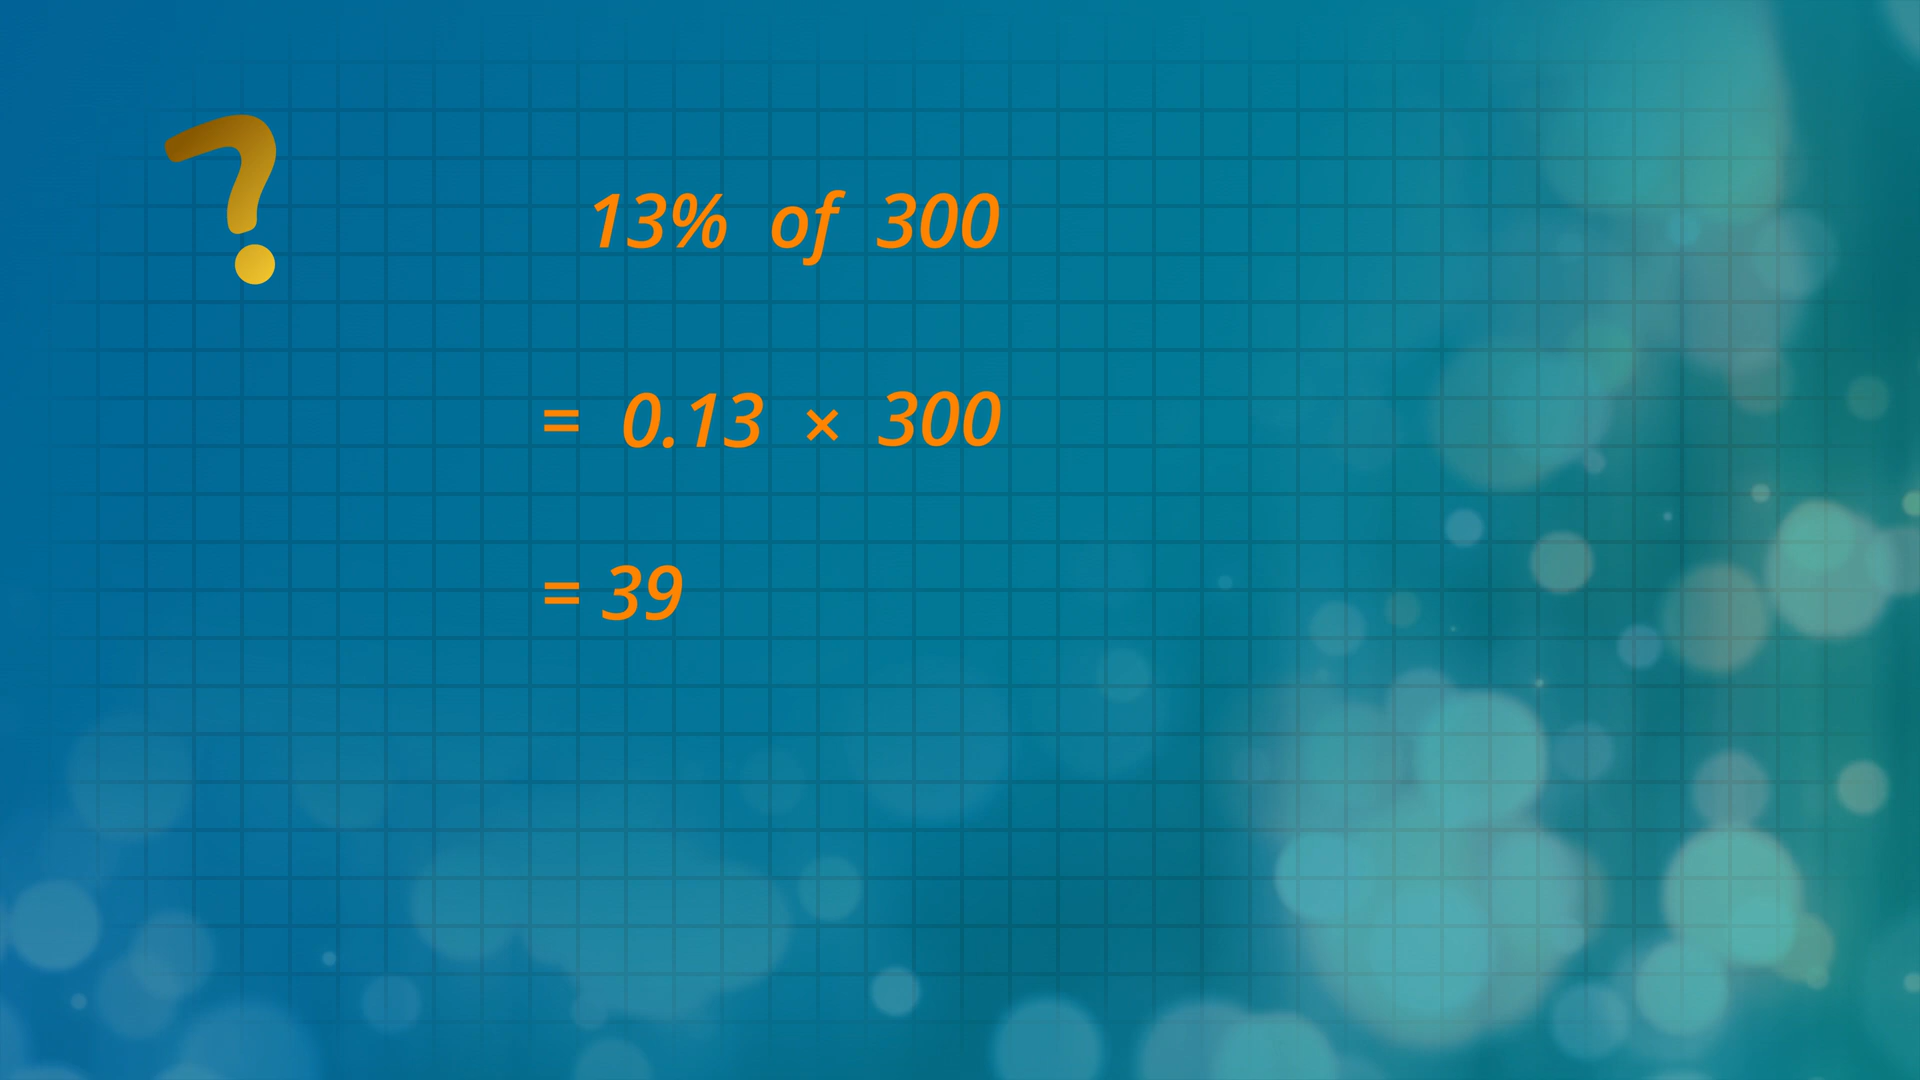 ?
13% of 300
= 0.13 × 300
= 39